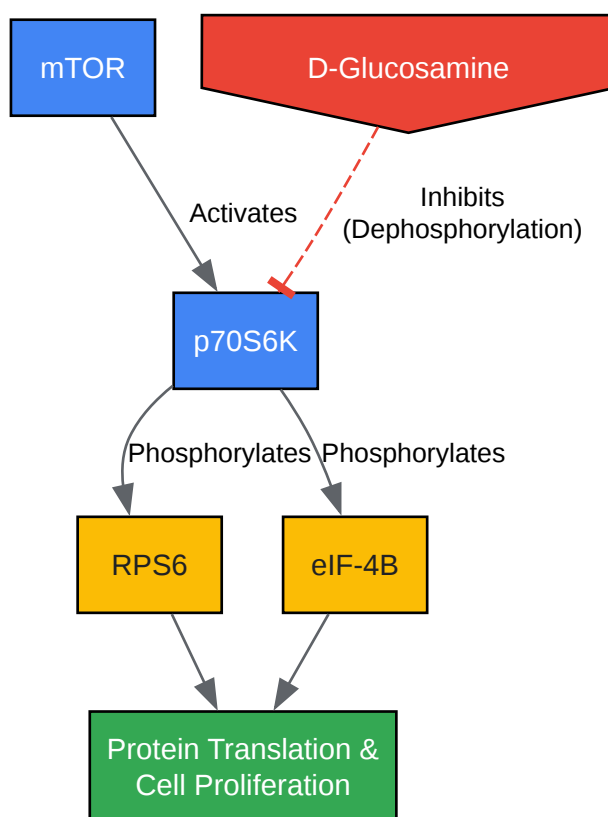 mTOR
D-Glucosamine
Activates
Inhibits
(Dephosphorylation)
p70S6K
Phosphorylates
Phosphorylates
RPS6
eIF-4B
Protein Translation &
Cell Proliferation